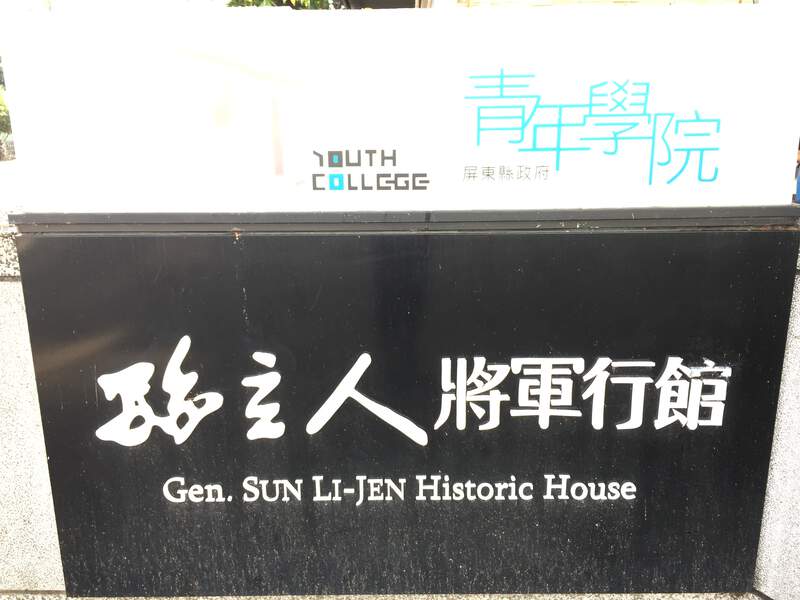 YOUTH
COLLEGE
青年學院
屏東縣政府
孫立人將軍行館
Gen. SUN LI-JEN Historic House